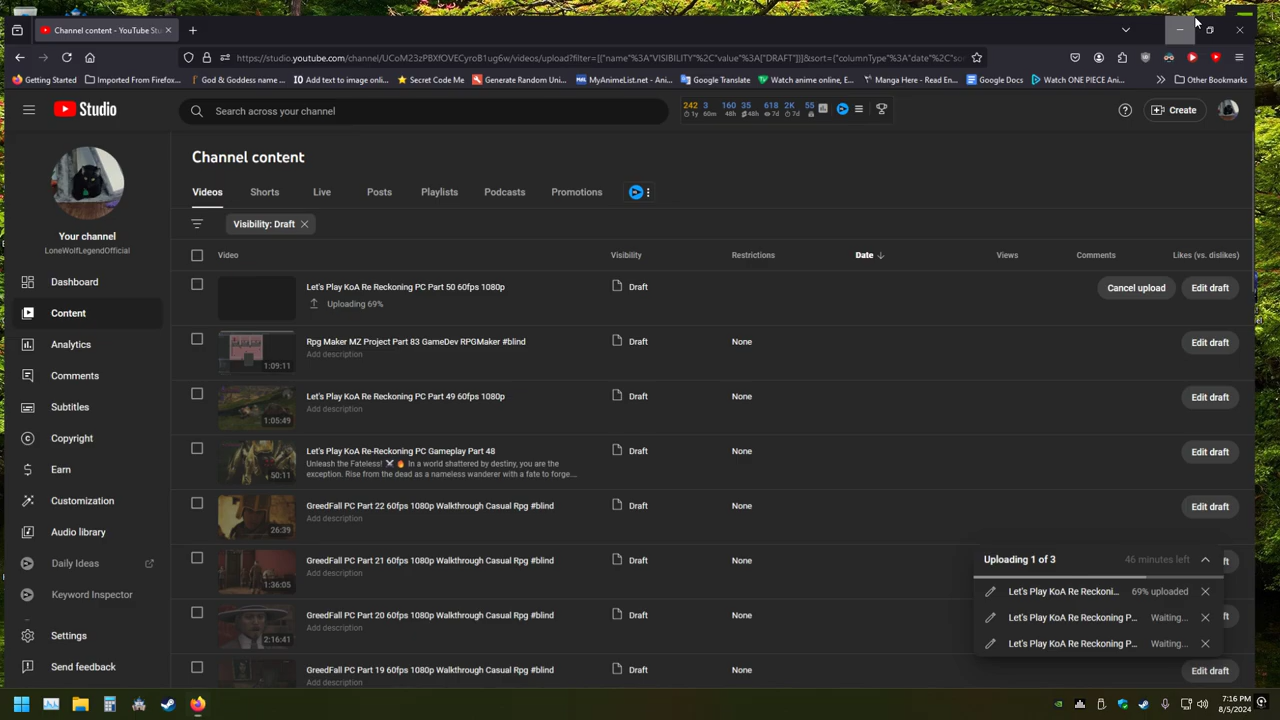 Channel content - YouTube Stu
https://studio.youtube.com/channel/UCoM23zPBXfOVECyroB1ug6w/videos/upload?filter=[{"name"%3A"VISIBILITY"%2C"value"%3A["DRAFT"]}]&sort={"columnType"%3A"date"%2C"
Getting Started
Imported From Firefox...
God & Goddess name...
Add text to image onli...
Secret Code Me
Generate Random Uni...
MyAnimeList.net - Ani...
Google Translate
Watch anime online, E...
Manga Here - Read En...
Google Docs
Watch ONE PIECE Ani...
Other Bookmarks
Studio
Search across your channel
242 3 160 35 618 2K 55
1y 60m 48h 48h 7d 7d
Create
Your channel
LoneWolfLegendOfficial
Dashboard
Content
Analytics
Comments
Subtitles
Copyright
Earn
Customization
Audio library
Daily Ideas
Keyword Inspector
Settings
Send feedback
Channel content
Videos Shorts Live Posts Playlists Podcasts Promotions
Visibility: Draft
Video Visibility Restrictions Date Views Comments Likes (vs. dislikes)
Let's Play KoA Re Reckoning PC Part 50 60fps 1080p Draft Cancel upload Edit draft
Uploading 69%
Rpg Maker MZ Project Part 83 GameDev RPGMaker #blind Draft None Edit draft
Add description
1:09:11
Let's Play KoA Re Reckoning PC Part 49 60fps 1080p Draft None Edit draft
Add description
1:05:49
Let's Play KoA Re-Reckoning PC Gameplay Part 48 Draft None Edit draft
Unleash the Fateless! ⚔️🔥 In a world shattered by destiny, you are the
exception. Rise from the dead as a nameless wanderer with a fate to forge...
50:11
GreedFall PC Part 22 60fps 1080p Walkthrough Casual Rpg #blind Draft None Edit draft
Add description
26:39
GreedFall PC Part 21 60fps 1080p Walkthrough Casual Rpg #blind Draft None ft
Add description
1:36:05
GreedFall PC Part 20 60fps 1080p Walkthrough Casual Rpg #blind Draft None ft
Add description
2:16:41
GreedFall PC Part 19 60fps 1080p Walkthrough Casual Rpg #blind Draft None Edit draft
Uploading 1 of 3 46 minutes left
Let's Play KoA Re Reckoni... 69% uploaded
Let's Play KoA Re Reckoning P... Waiting...
Let's Play KoA Re Reckoning P... Waiting...
7:16 PM
8/5/2024